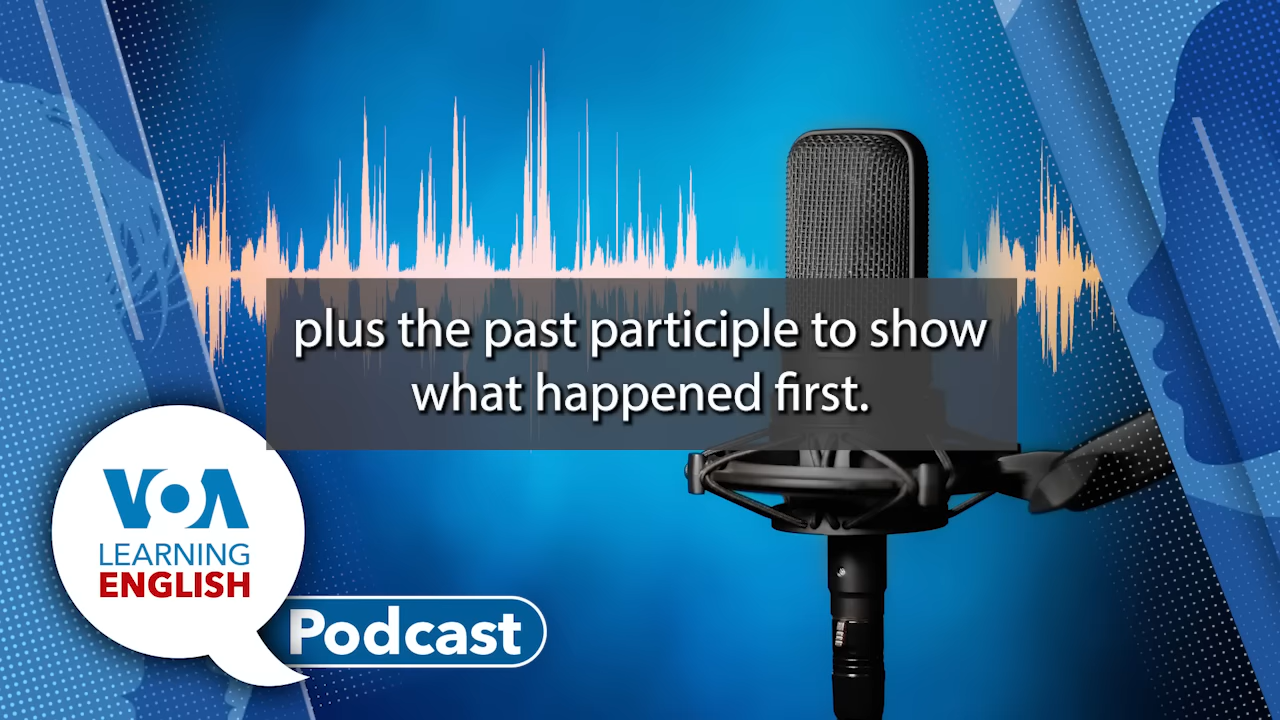 plus the past participle to show
what happened first.
VOA
LEARNING
ENGLISH
Podcast